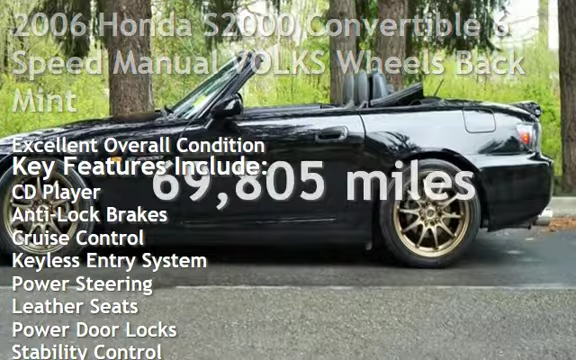 2006 Honda S2000 Convertible 6
Speed Manual VOLKS Wheels Back
Mint
Excellent Overall Condition
Key Features Include:
69,805 miles
CD Player
Anti-Lock Brakes
Cruise Control
Keyless Entry System
Power Steering
Leather Seats
Power Door Locks
Stability Control